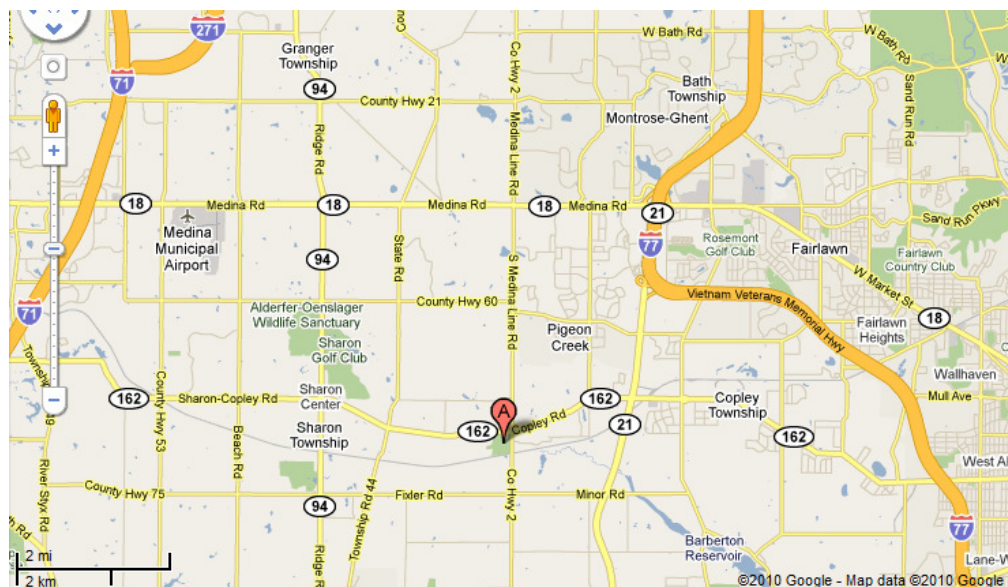 271
Granger
Township
Cou
Co Hwy 2
W Bath Rd
W Bath Rd
71
94
County Hwy 21
Bath
Township
Montrose-Ghent
Sand Run Rd
Ridge Rd
Medina Line Rd
18
Medina Rd
18
Medina Rd
18
Medina Rd
21
Sand Run Pkwy
Medina
Municipal
Airport
94
State Rd
S Medina Line Rd
77
Rosemont
Golf Club
Fairlawn
Fairlawn
Country Club
W Market St
71
Alderfer-Oenslager
Wildlife Sanctuary
County Hwy 60
Vietnam Veterans Memorial Hwy
18
Sharon
Golf Club
Ridge Rd
Pigeon
Creek
Fairlawn
Heights
Wallhaven
Township
49
162
Sharon-Copley Rd
County Hwy 53
Beach Rd
Sharon
Center
Sharon
Township
A
162
Copley Rd
162
21
Copley
Township
162
Mull Ave
River Styx Rd
Township Rd 44
West A
County Hwy 75
94
Fixler Rd
Co Hwy 2
Minor Rd
77
Rd
Ridge R
Barberton
Reservoir
Lane-W
2 mi
2 km
©2010 Google - Map data ©2010 Google